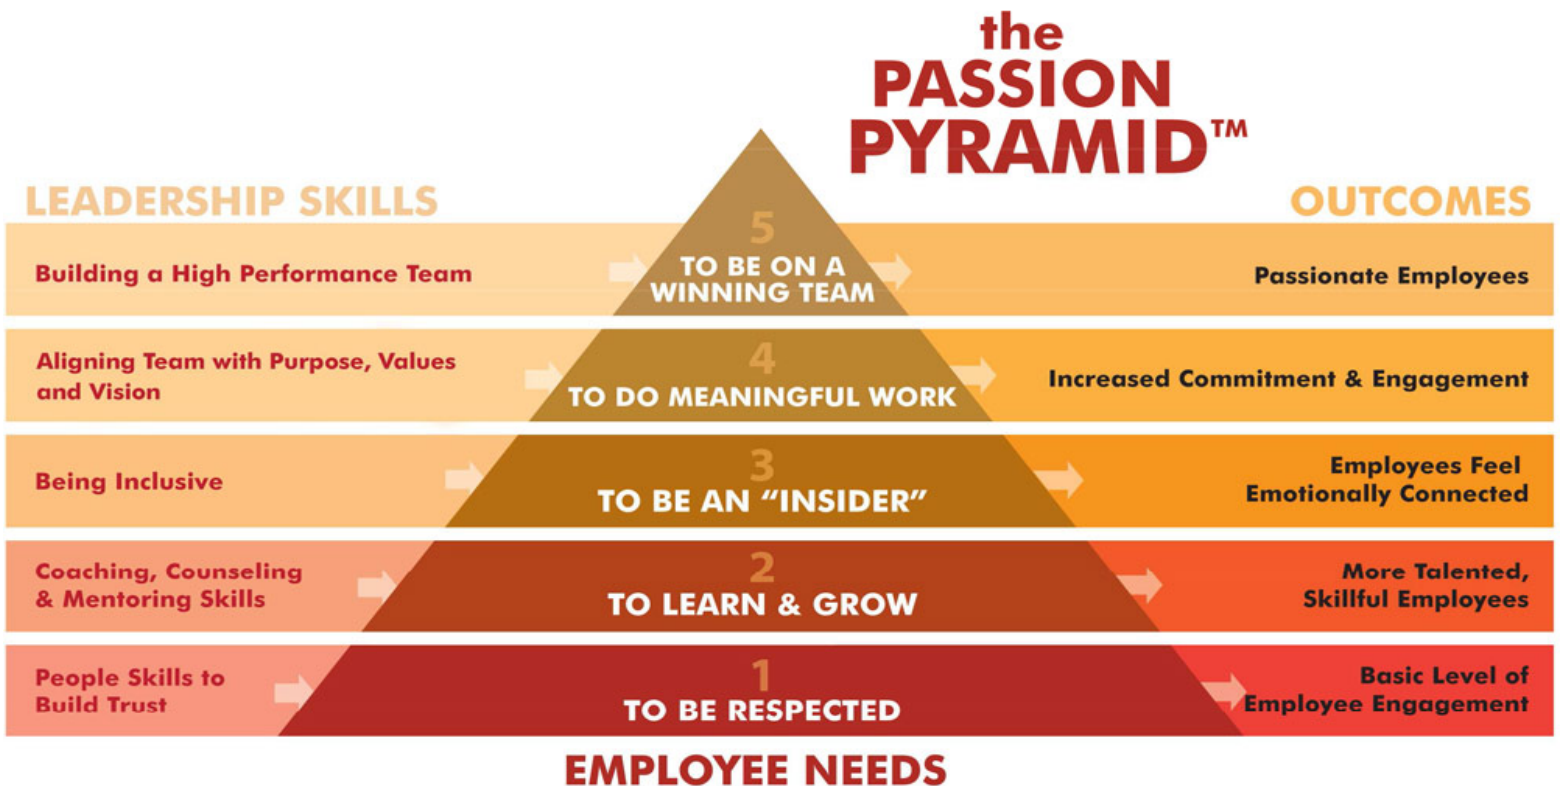 the
PASSION
PYRAMID™
LEADERSHIP SKILLS
OUTCOMES
Building a High Performance Team
5
TO BE ON A
WINNING TEAM
Passionate Employees
Aligning Team with Purpose, Values
and Vision
4
TO DO MEANINGFUL WORK
Increased Commitment & Engagement
Being Inclusive
3
TO BE AN “INSIDER”
Employees Feel
Emotionally Connected
Coaching, Counseling
& Mentoring Skills
2
TO LEARN & GROW
More Talented,
Skillful Employees
People Skills to
Build Trust
1
TO BE RESPECTED
Basic Level of
Employee Engagement
EMPLOYEE NEEDS